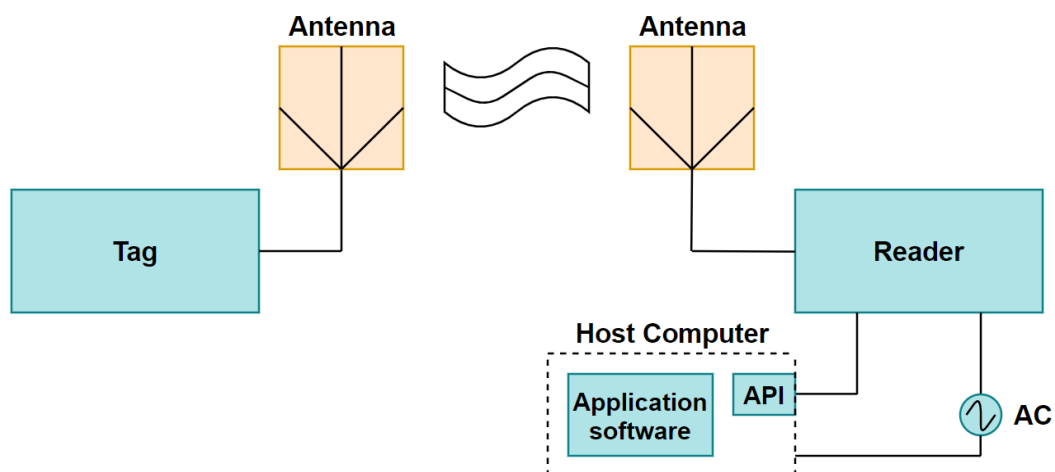 Antenna
Antenna
Tag
Reader
Host Computer
API
Application
software
AC